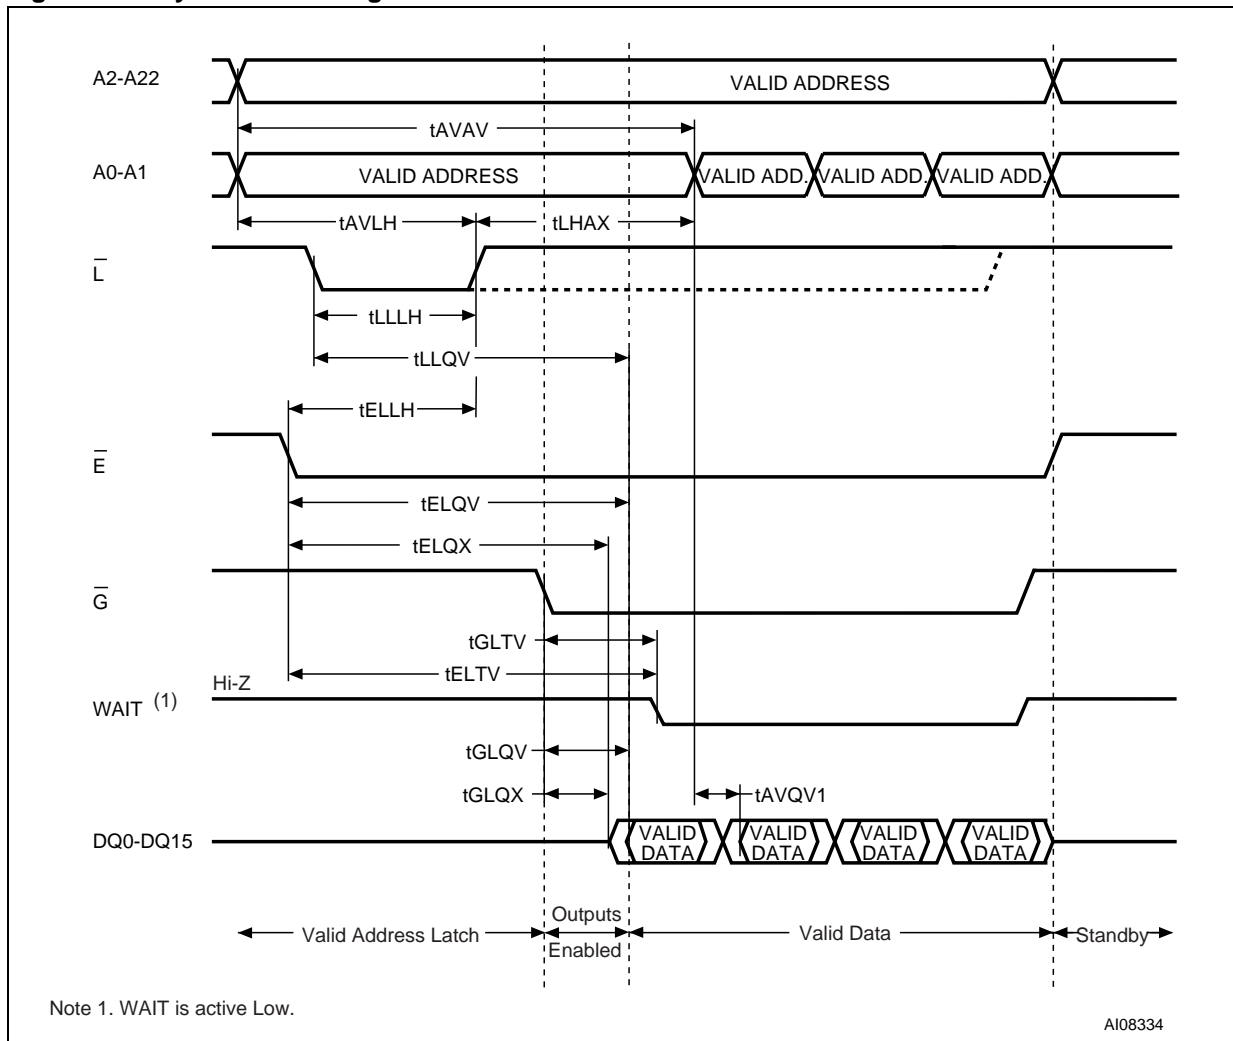 A2-A22
VALID ADDRESS
tAVAV
A0-A1
VALID ADDRESS
VALID ADD.
VALID ADD.
VALID ADD.
tAVLH
tLHAX
L
tLLLH
tLLQV
tELLH
E
tELQV
tELQX
G
tGLTV
tELTV
Hi-Z
WAIT (1)
tGLQV
tGLQX
tAVQV1
DQ0-DQ15
VALID
DATA
VALID
DATA
VALID
DATA
VALID
DATA
Valid Address Latch
Outputs
Enabled
Valid Data
Standby
Note 1. WAIT is active Low.
AI08334